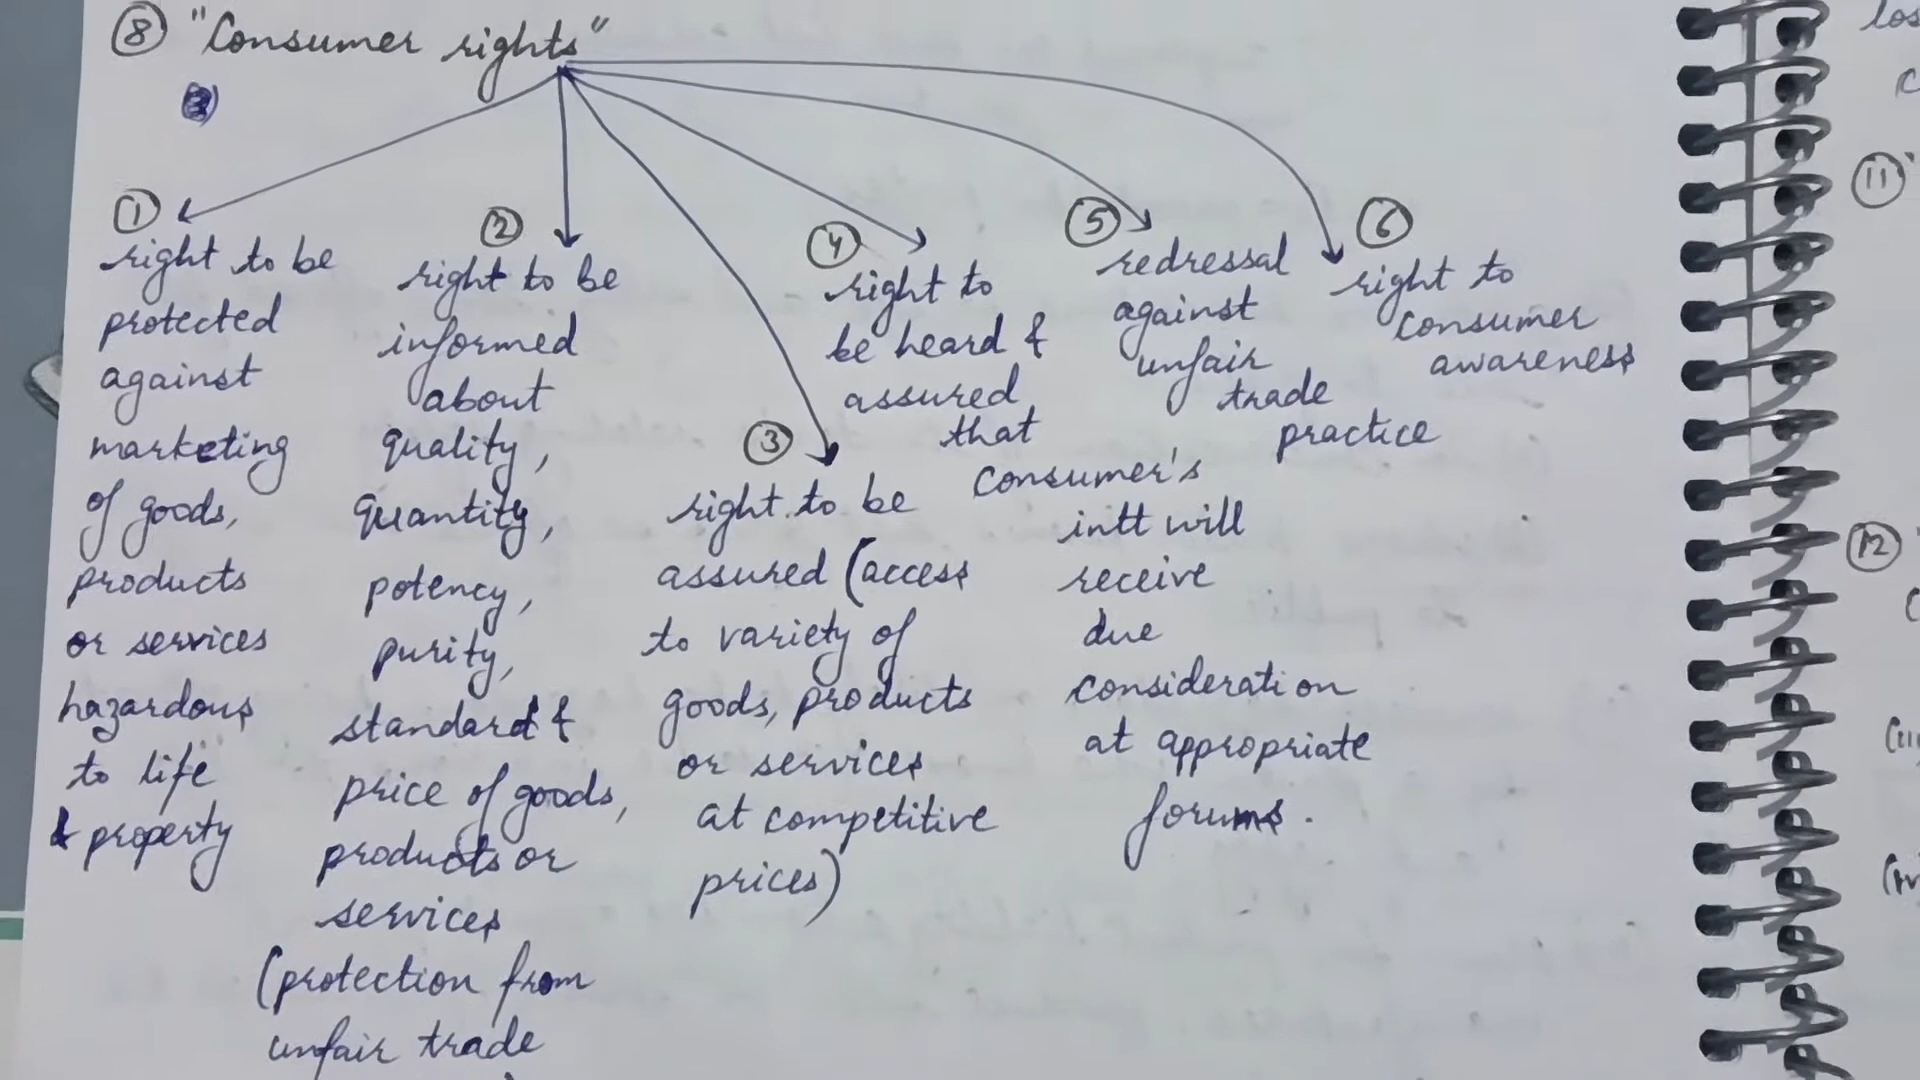 ⑧ "Consumer rights"
①
right to be
protected
against
marketing
of goods,
products
or services
hazardous
to life
& property
②
right to be
informed
about
quality,
quantity,
potency,
purity,
standard &
price of goods,
products or
services
(protection from
unfair trade
③
right to be
assured (access
to variety of
goods, products
or services
at competitive
prices)
④
right to
be heard &
assured
that
consumer's
intt will
receive
due
consideration
at appropriate
forums.
⑤
redressal
against
unfair
trade
practice
⑥
right to
consumer
awareness
los
⑪
⑫